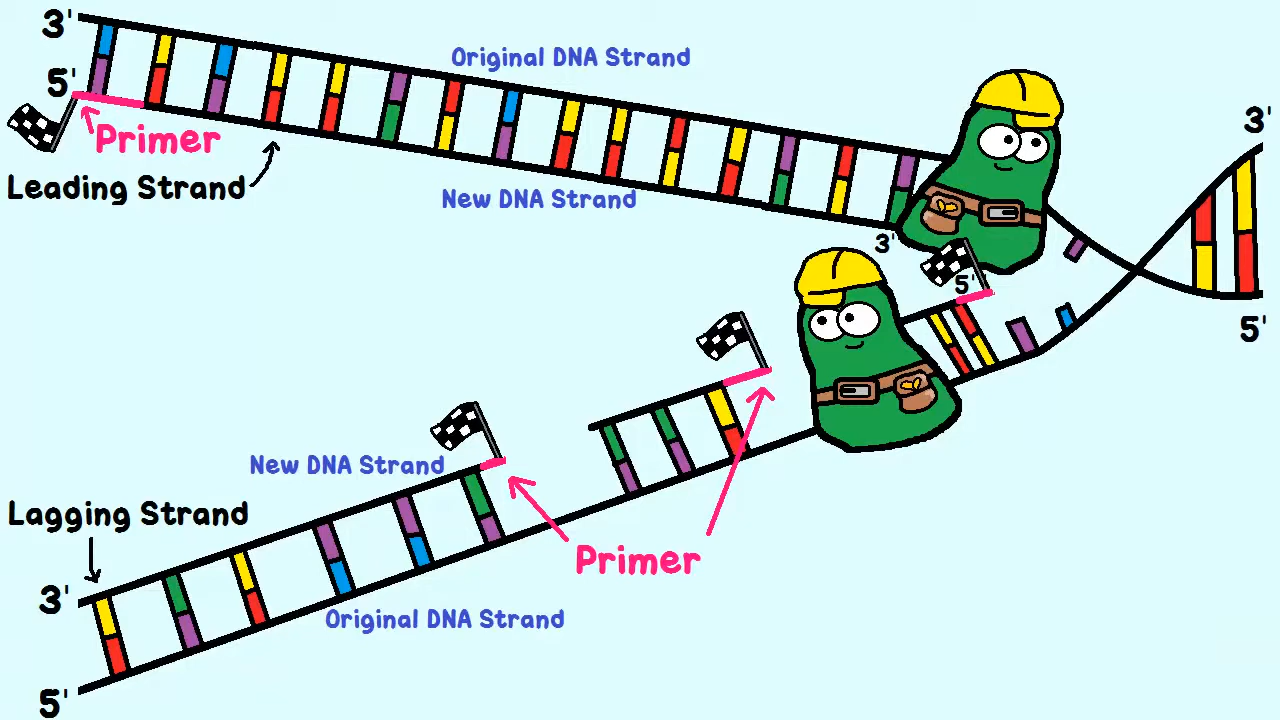 3'
Original DNA Strand
5'
Primer
3'
Leading Strand
New DNA Strand
3'
5'
5'
New DNA Strand
Lagging Strand
Primer
3'
Original DNA Strand
5'